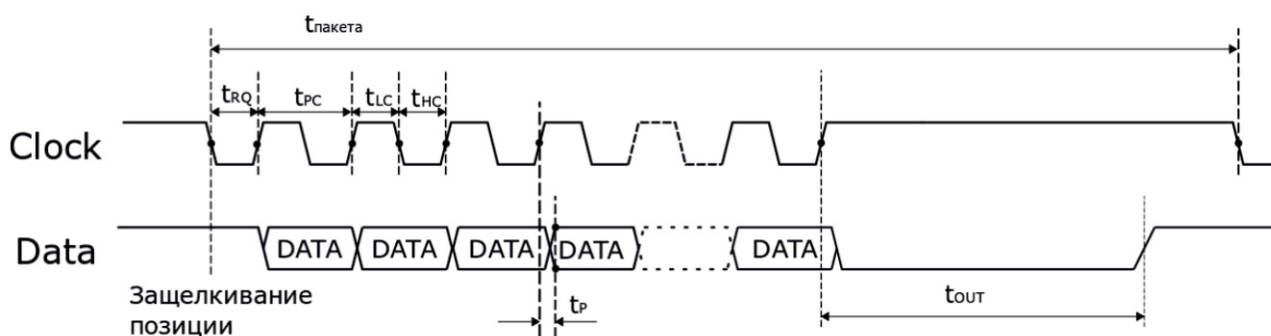 tпакета
tRQ
tPC
tLC
tHC
Clock
Data
DATA
DATA
DATA
DATA
DATA
Защелкивание
позиции
tP
tOUT